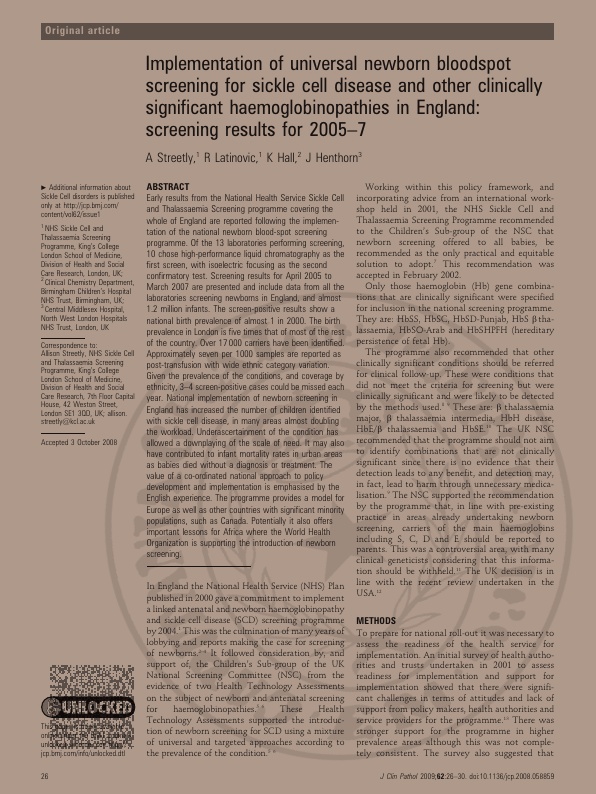 Original article
Implementation of universal newborn bloodspot
screening for sickle cell disease and other clinically
significant haemoglobinopathies in England:
screening results for 2005–7
A Streetly,1 R Latinovic,1 K Hall,2 J Henthorn3
► Additional information about
Sickle Cell disorders is published
only at http://jcp.bmj.com/
content/vol62/issue1
1 NHS Sickle Cell and
Thalassaemia Screening
Programme, King's College
London School of Medicine,
Division of Health and Social
Care Research, London, UK;
2 Clinical Chemistry Department,
Birmingham Children's Hospital
NHS Trust, Birmingham, UK;
3 Central Middlesex Hospital,
North West London Hospitals
NHS Trust, London, UK
Correspondence to:
Allison Streetly, NHS Sickle Cell
and Thalassaemia Screening
Programme, King's College
London School of Medicine,
Division of Health and Social
Care Research, 7th Floor Capital
House, 42 Weston Street,
London SE1 3QD, UK; allison.
streetly@kcl.ac.uk
Accepted 3 October 2008
UNLOCKED
jcp.bmj.com/info/unlocked.dtl
ABSTRACT
Early results from the National Health Service Sickle Cell
and Thalassaemia Screening programme covering the
whole of England are reported following the implemen-
tation of the national newborn blood-spot screening
programme. Of the 13 laboratories performing screening,
10 chose high-performance liquid chromatography as the
first screen, with isoelectric focusing as the second
confirmatory test. Screening results for April 2005 to
March 2007 are presented and include data from all the
laboratories screening newborns in England, and almost
1.2 million infants. The screen-positive results show a
national birth prevalence of almost 1 in 2000. The birth
prevalence in London is five times that of most of the rest
of the country. Over 17 000 carriers have been identified.
Approximately seven per 1000 samples are reported as
post-transfusion with wide ethnic category variation.
Given the prevalence of the conditions, and coverage by
ethnicity, 3–4 screen-positive cases could be missed each
year. National implementation of newborn screening in
England has increased the number of children identified
with sickle cell disease, in many areas almost doubling
the workload. Underascertainment of the condition has
allowed a downplaying of the scale of need. It may also
have contributed to infant mortality rates in urban areas
as babies died without a diagnosis or treatment. The
value of a co-ordinated national approach to policy
development and implementation is emphasised by the
English experience. The programme provides a model for
Europe as well as other countries with significant minority
populations, such as Canada. Potentially it also offers
important lessons for Africa where the World Health
Organization is supporting the introduction of newborn
screening.
In England the National Health Service (NHS) Plan
published in 2000 gave a commitment to implement
a linked antenatal and newborn haemoglobinopathy
and sickle cell disease (SCD) screening programme
by 2004.1 This was the culmination of many years of
lobbying and reports making the case for screening
of newborns. It followed consideration by, and
support of, the Children's Sub-group of the UK
National Screening Committee (NSC) from the
evidence of two Health Technology Assessments
on the subject of newborn and antenatal screening
for haemoglobinopathies. These Health
Technology Assessments supported the introduc-
tion of newborn screening for SCD using a mixture
of universal and targeted approaches according to
the prevalence of the condition.
Working within this policy framework, and
incorporating advice from an international work-
shop held in 2001, the NHS Sickle Cell and
Thalassaemia Screening Programme recommended
to the Children's Sub-group of the NSC that
newborn screening offered to all babies, be
recommended as the only practical and equitable
solution to adopt. This recommendation was
accepted in February 2002.
Only those haemoglobin (Hb) gene combina-
tions that are clinically significant were specified
for inclusion in the national screening programme.
They are: HbSS, HbSC, HbSD-Punjab, HbS β tha-
lassaemia, HbSO-Arab and HbSHPFH (hereditary
persistence of fetal Hb).
The programme also recommended that other
clinically significant conditions should be referred
for clinical follow-up. These were conditions that
did not meet the criteria for screening but were
clinically significant and were likely to be detected
by the methods used. These are: β thalassaemia
major, β thalassaemia intermedia, HbH disease,
HbE/β thalassaemia and HbSE. The UK NSC
recommended that the programme should not aim
to identify combinations that are not clinically
significant since there is no evidence that their
detection leads to any benefit, and detection may,
in fact, lead to harm through unnecessary medica-
lisation. The NSC supported the recommendation
by the programme that, in line with pre-existing
practice in areas already undertaking newborn
screening, carriers of the main haemoglobins
including S, C, D and E should be reported to
parents. This was a controversial area, with many
clinical geneticists considering that this informa-
tion should be withheld. The UK decision is in
line with the recent review undertaken in the
USA.12
METHODS
To prepare for national roll-out it was necessary to
assess the readiness of the health service for
implementation. An initial survey of health autho-
rities and trusts undertaken in 2001 to assess
readiness for implementation and support for
implementation showed that there were signifi-
cant challenges in terms of attitudes and lack of
support from policy makers, health authorities and
service providers for the programme. There was
stronger support for the programme in higher
prevalence areas although this was not comple-
tely consistent. The survey also suggested that
26
J Clin Pathol 2009;62:26–30. doi:10.1136/jcp.2008.058859